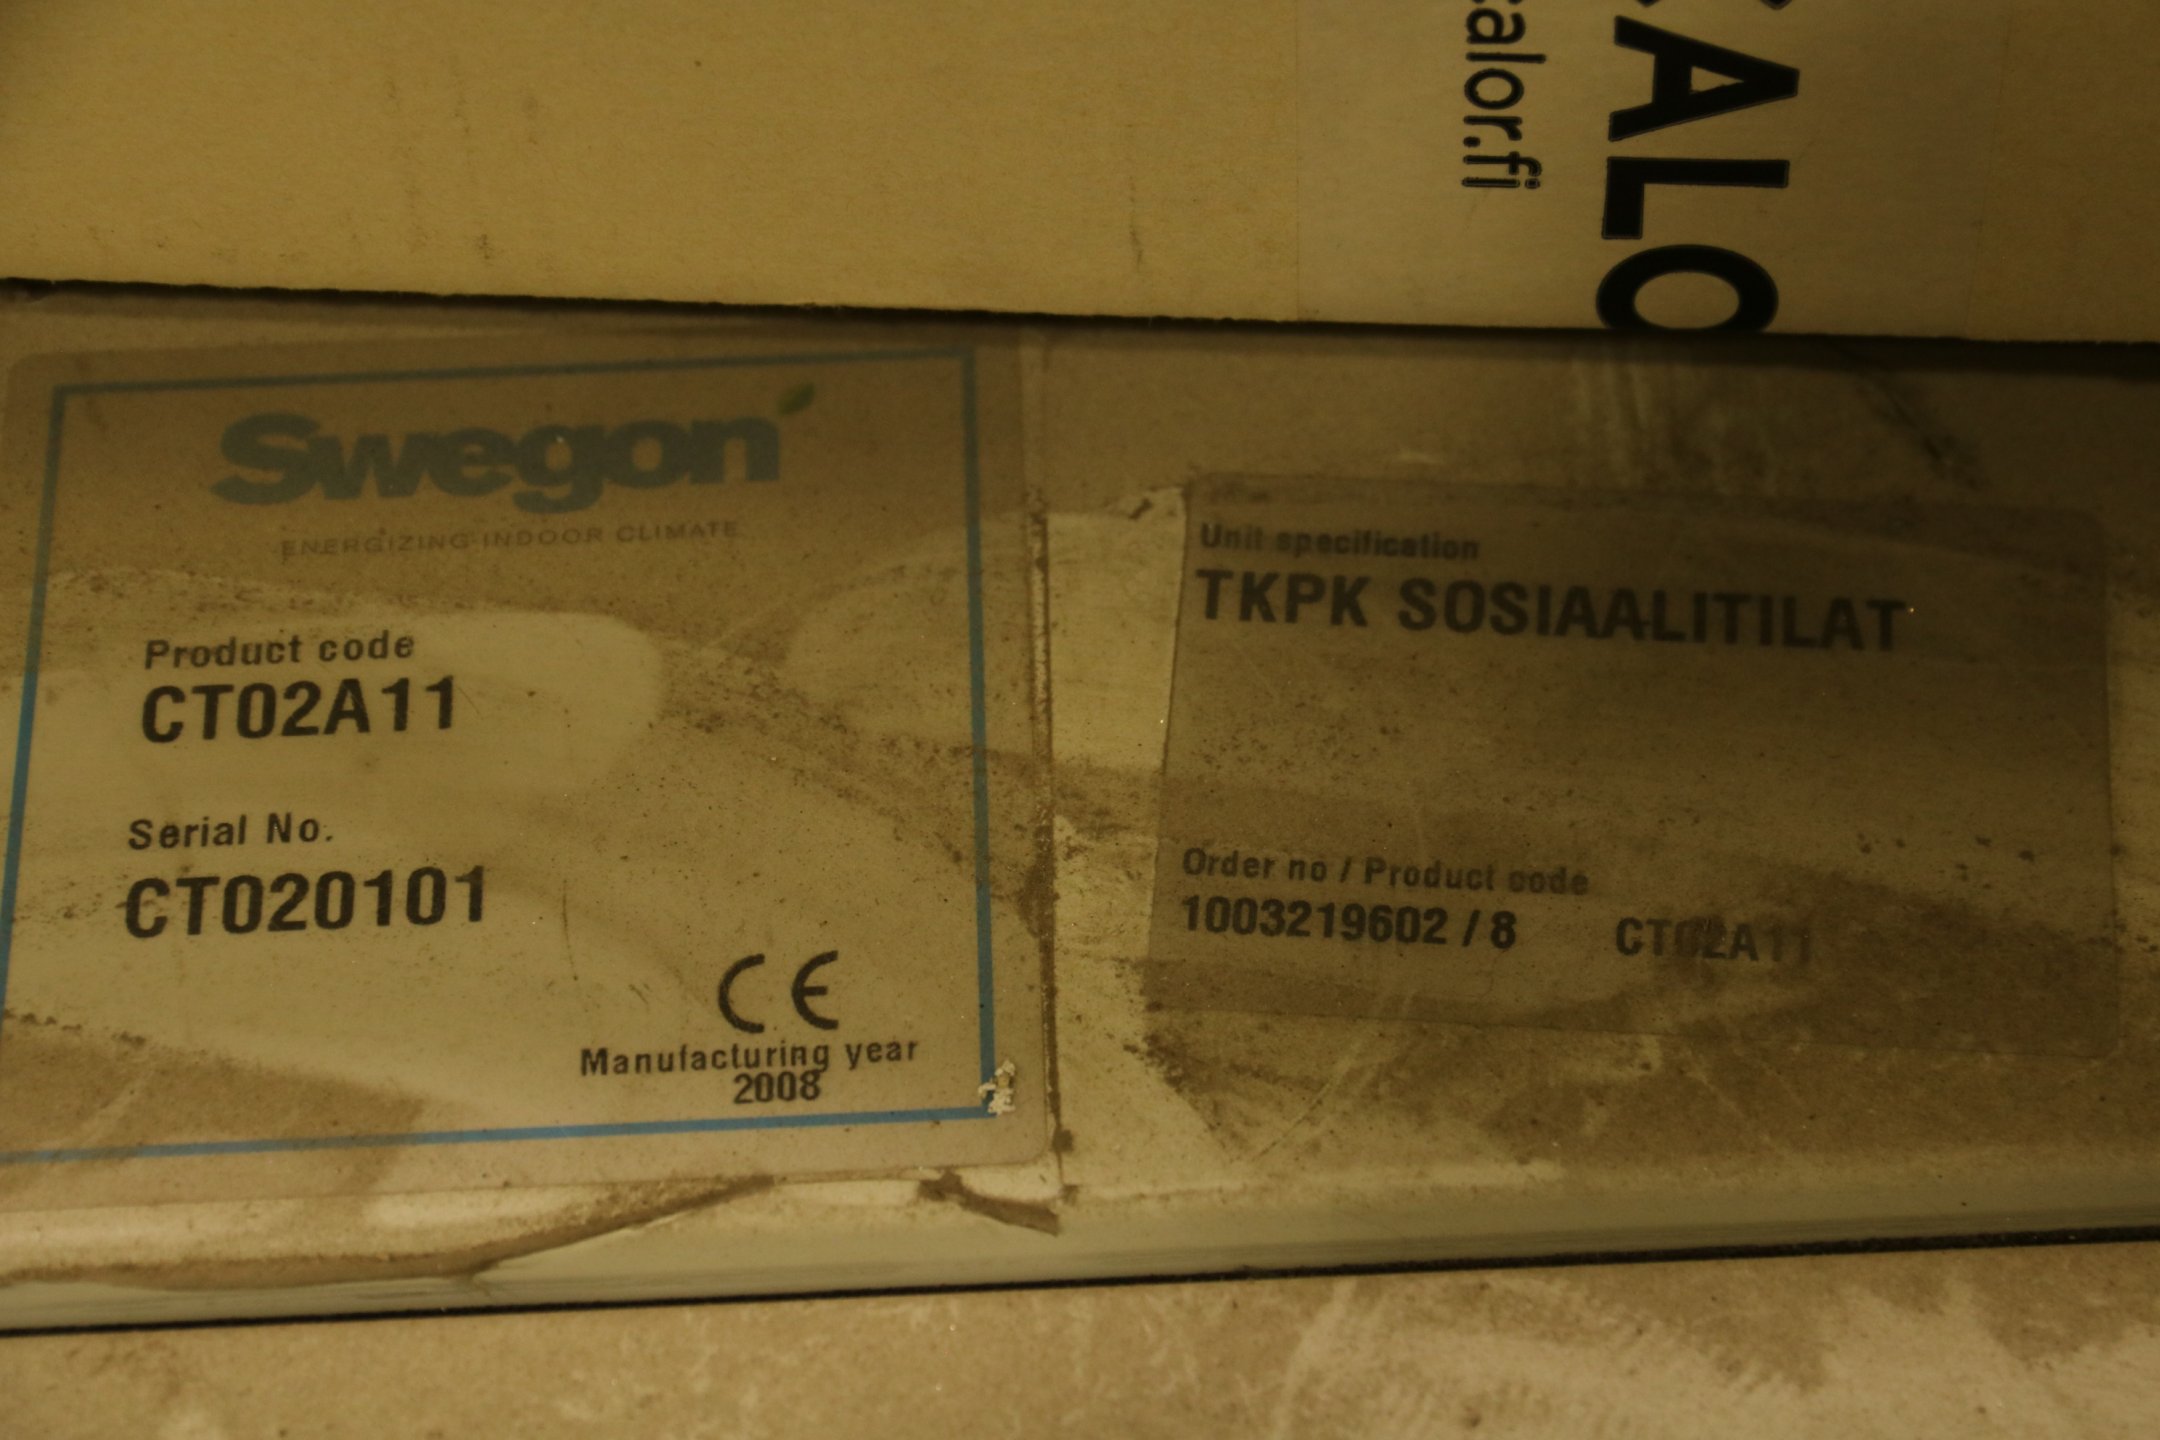 calor.fi
CALO
Swegon
ENERGIZING INDOOR CLIMATE
Product code
CT02A11
Serial No.
CT020101
CE
Manufacturing year
2008
Unit specification
TKPK SOSIAALITILAT
Order no / Product code
1003219602 / 8 CT02A11